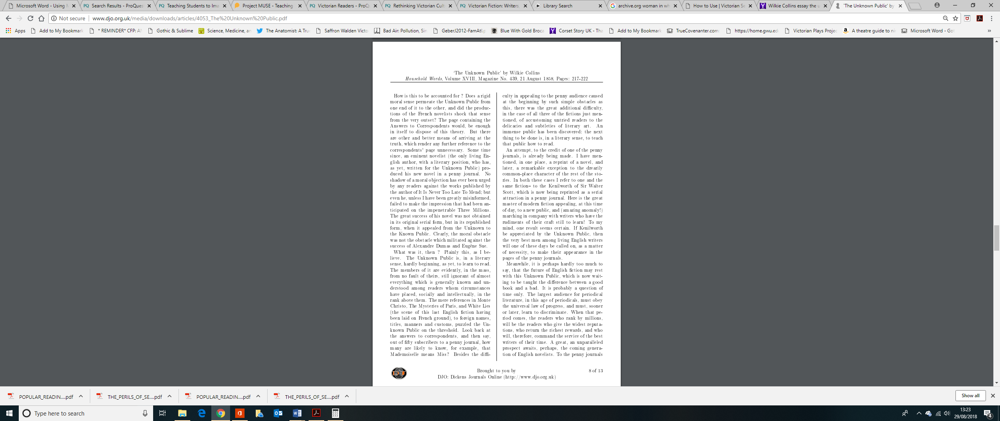 Microsoft Word - Using M
PQ Search Results - ProQues
PQ Teaching Students to Ima
Project MUSE - Teaching
PQ Victorian Readers - ProQ
PQ Rethinking Victorian Cult
PQ Victorian Fiction: Writers,
Library Search
archive.org woman in wh
How to Use | Victorian Se
Wilkie Collins essay the u
`The Unknown Public' by
Not secure | www.djo.org.uk/media/downloads/articles/4053_The%20Unknown%20Public.pdf
Apps
Add to My Bookmark
* REMINDER* CFP: AN
Gothic & Sublime
Science, Medicine, an
The Anatomist: A Tru
Saffron Walden Victo
Bad Air: Pollution, Sin
GeberJ2012-FamAtl.p
Blue With Gold Broca
Corset Story UK - Tha
Add to My Bookmark
TrueCovenanter.com:
https://home.gwu.ed
Victorian Plays Projec
A theatre guide to nin
Microsoft Word - Got
»
‘The Unknown Public’ by Wilkie Collins
Household Words, Volume XVIII, Magazine No. 439, 21 August 1858, Pages: 217-222
How is this to be accounted for ? Does a rigid
moral sense permeate the Unknown Public from
one end of it to the other, and did the produc-
tions of the French novelists shock that sense
from the very outset? The page containing the
Answers to Correspondents would, be enough
in itself to dispose of this theory. But there
are other and better means of arriving at the
truth, which render any further reference to the
correspondents' page unnecessary. Some time
since, an eminent novelist (the only living En-
glish author, with a literary position, who has,
as yet, written for the Unknown Public) pro-
duced his new novel in a penny journal. No
shadow of a moral objection has ever been urged
by any readers against the works published by
the author of It Is Never Too Late To Mend; but
even he, unless I have been greatly misinformed,
failed to make the impression that had been an-
ticipated on the impenetrable Three Millions.
The great success of his novel was not obtained
in its original serial form, but in its republished
form, when it appealed from the Unknown to
the Known Public. Clearly, the moral obstacle
was not the obstacle which militated against the
success of Alexandre Dumas and Eugène Sue.
What was it, then ? Plainly this, as I be-
lieve. The Unknown Public is, in a literary
sense, hardly beginning, as yet, to learn to read.
The members of it are evidently, in the mass,
from no fault of theirs, still ignorant of almost
everything which is generally known and un-
derstood among readers whom circumstances
have placed, socially and intellectually, in the
rank above them. The mere references in Monte
Christo, The Mysteries of Paris, and White Lies
(the scene of this last English fiction having
been laid on French ground), to foreign names,
titles, manners and customs, puzzled the Un-
known Public on the threshold. Look back at
the answers to correspondents, and then say,
out of fifty subscribers to a penny journal, how
many are likely to know, for example, that
Mademoiselle means Miss? Besides the diffi-
culty in appealing to the penny audience caused
at the beginning by such simple obstacles as
this, there was the great additional difficulty,
in the case of all three of the fictions just men-
tioned, of accustoming untried readers to the
delicacies and subtleties of literary art. An
immense public has been discovered: the next
thing to be done is, in a literary sense, to teach
that public how to read.
An attempt, to the credit of one of the penny
journals, is already being made. I have men-
tioned, in one place, a reprint of a novel, and
later, a remarkable exception to the drearily
common-place character of the rest of the sto-
ries. In both these cases I refer to one and the
same fiction– to the Kenilworth of Sir Walter
Scott, which is now being reprinted as a serial
attraction in a penny journal. Here is the great
master of modern fiction appealing, at this time
of day, to a new public, and (amazing anomaly!)
marching in company with writers who have the
rudiments of their craft still to learn! To my
mind, one result seems certain. If Kenilworth
be appreciated by the Unknown Public, then
the very best men among living English writers
will one of these days be called on, as a matter
of necessity, to make their appearance in the
pages of the penny journals.
Meanwhile, it is perhaps hardly too much to
say, that the future of English fiction may rest
with this Unknown Public, which is now wait-
ing to be taught the difference between a good
book and a bad. It is probably a question of
time only. The largest audience for periodical
literature, in this age of periodicals, must obey
the universal law of progress, and must, sooner
or later, learn to discriminate. When that pe-
riod comes, the readers who rank by millions,
will be the readers who give the widest reputa-
tions, who return the richest rewards, and who
will, therefore, command the service of the best
writers of their time. A great, an unparalleled
prospect awaits, perhaps, the coming genera-
tion of English novelists. To the penny journals
Brought to you by
DJO: Dickens Journals Online (http://www.djo.org.uk)
8 of 13
POPULAR_READIN....pdf
THE_PERILS_OF_SE....pdf
POPULAR_READIN....pdf
THE_PERILS_OF_SE....pdf
Show all
Type here to search
13:23
29/08/2018
4